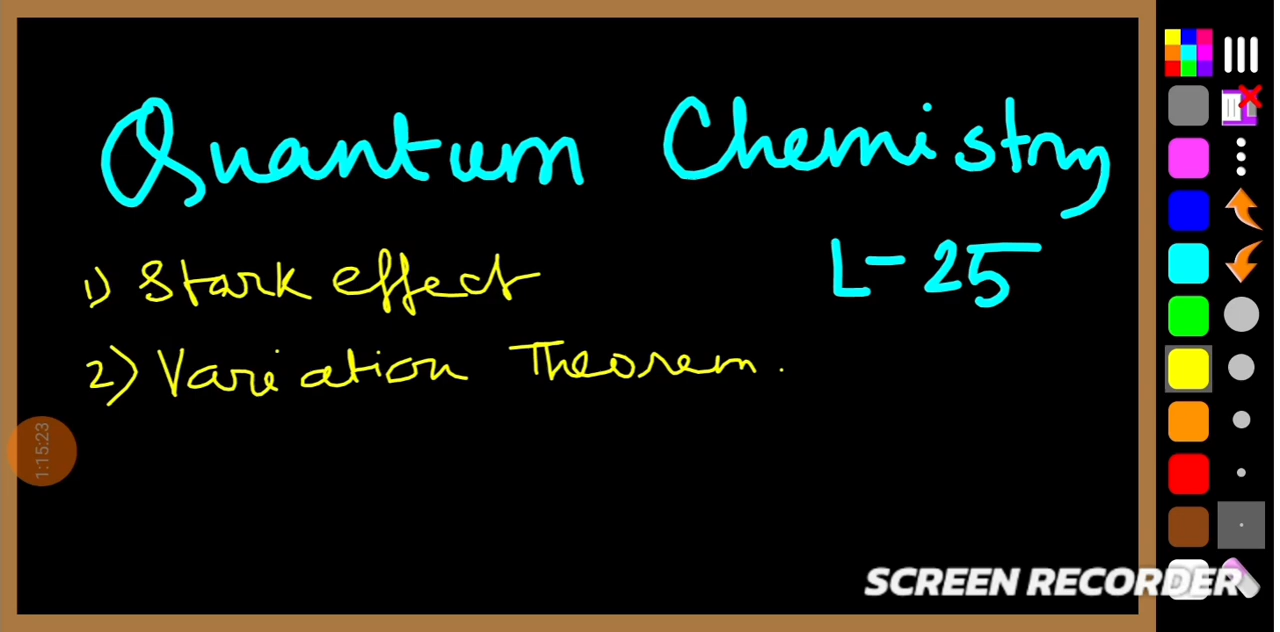 Quantum Chemistry
L-25
1) Stark effect
2) Variation Theorem.
1:15:23
SCREEN RECORDER